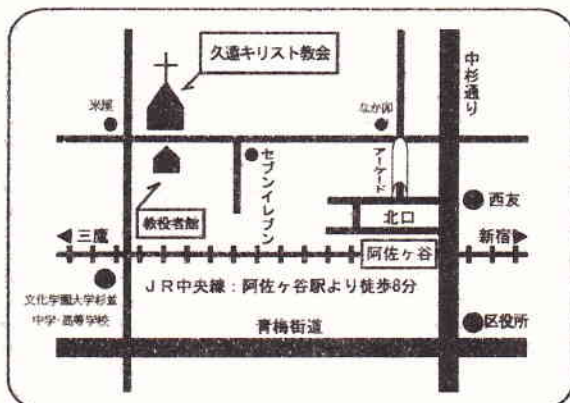 久遠キリスト教会
中杉通り
米屋
なか卯
セブンイレブン
アーケード
西友
教役者館
北口
三鷹
阿佐ヶ谷
新宿
JR中央線：阿佐ヶ谷駅より徒歩8分
文化学園大学杉並
中学・高等学校
区役所
青梅街道